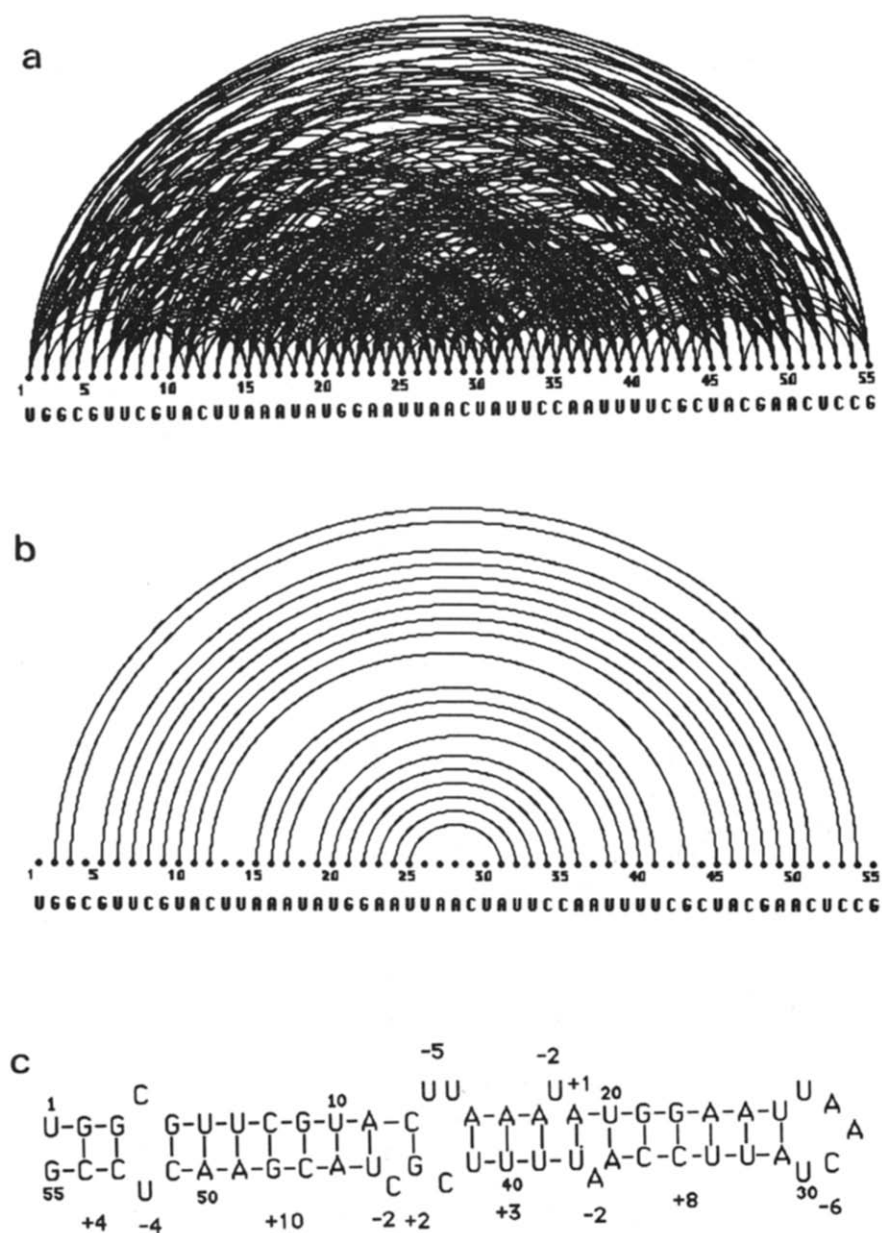 a
1 5 10 15 20 25 30 35 40 45 50 55
UGGCGUUCGUACUUAAAUAUGGAAUUAACUAUUCCAAUUUUCGCUACGAACUCCG
b
1 5 10 15 20 25 30 35 40 45 50 55
UGGCGUUCGUACUUAAAUAUGGAAUUAACUAUUCCAAUUUUCGCUACGAACUCCG
c
-5 -2
1 C 10 U U U +1 20 U
U-G-G G-U-U-C-G-U-A-C A-A-A A-U-G-G-A-A-U A
A
G-C-C C-A-A-G-C-A-U G U-U-U-U A-C-C-U-U-A C
55 U 50 C C 40 A U 30
+4 -4 +10 -2 +2 +3 -2 +8 -6